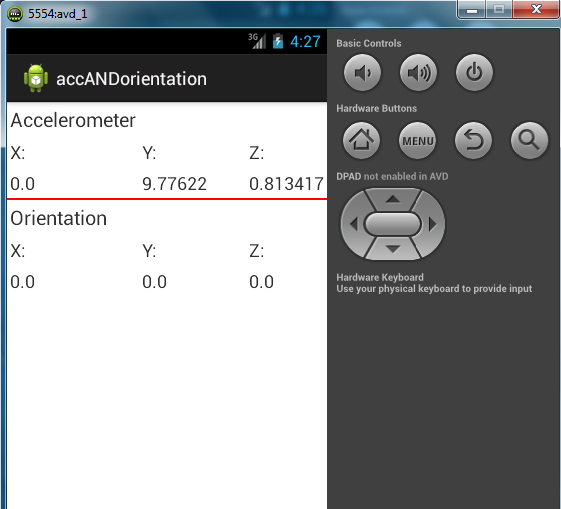 5554:avd_1
3G 4:27
accANDorientation
Accelerometer
X: Y: Z:
0.0 9.77622 0.813417
Orientation
X: Y: Z:
0.0 0.0 0.0
Basic Controls
Hardware Buttons
MENU
DPAD not enabled in AVD
Hardware Keyboard
Use your physical keyboard to provide input